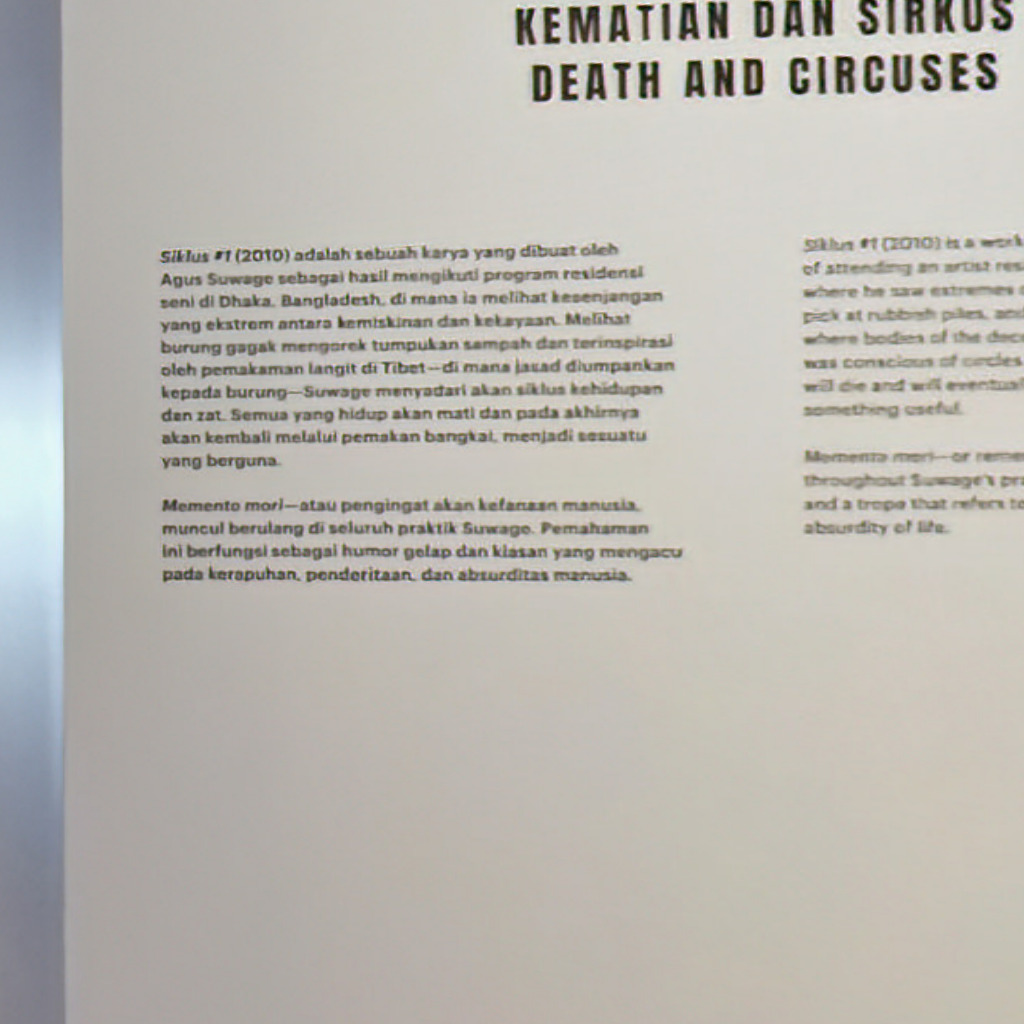 KEMATIAN DAN SIRKUS
DEATH AND CIRCUSES
Siklus #1 (2010) adalah sebuah karya yang dibuat oleh
Agus Suwage sebagai hasil mengikuti program residensi
seni di Dhaka, Bangladesh, di mana ia melihat kesenjangan
yang ekstrem antara kemiskinan dan kekayaan. Melihat
burung gagak mengorek tumpukan sampah dan terinspirasi
oleh pemakaman langit di Tibet—di mana jasad diumpankan
kepada burung—Suwage menyadari akan siklus kehidupan
dan zat. Semua yang hidup akan mati dan pada akhirnya
akan kembali melalui pemakan bangkai, menjadi sesuatu
yang berguna.
Memento mori—atau pengingat akan kefanaan manusia,
muncul berulang di seluruh praktik Suwage. Pemahaman
ini berfungsi sebagai humor gelap dan kiasan yang mengacu
pada kerapuhan, penderitaan, dan absurditas manusia.
Siklus #1 (2010) is a work
of attending an artist
where he saw extremes
pick at rubbish piles, and
where bodies of the
was conscious of circles
will die and will
something useful.
Memento mori—or
throughout Suwage's
and a trope that refers to
absurdity of life.